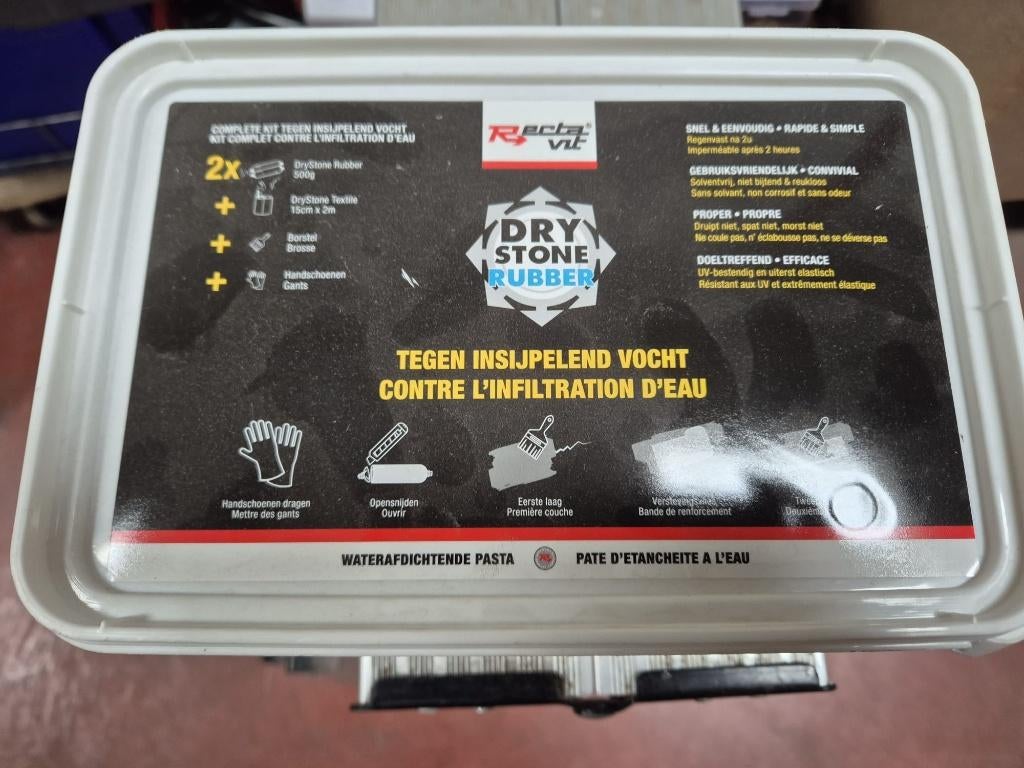 COMPLETE KIT TEGEN INSIJPELEND VOCHT
KIT COMPLET CONTRE L'INFILTRATION D'EAU
2x
DryStone Rubber
500g
+
DryStone Textile
15cm x 2m
+
Borstel
Brosse
+
Handschoenen
Gants
Recta
vit®
DRY
STONE
RUBBER
SNEL & EENVOUDIG • RAPIDE & SIMPLE
Regenvast na 2u
Imperméable après 2 heures
GEBRUIKSVRIENDELIJK • CONVIVIAL
Solventvrij, niet bijtend & reukloos
Sans solvant, non corrosif et sans odeur
PROPER • PROPRE
Druipt niet, spat niet, morst niet
Ne coule pas, n' éclabousse pas, ne se déverse pas
DOELTREFFEND • EFFICACE
UV-bestendig en uiterst elastisch
Résistant aux UV et extrêmement élastique
TEGEN INSIJPELEND VOCHT
CONTRE L'INFILTRATION D'EAU
Handschoenen dragen
Mettre des gants
Opensnijden
Ouvrir
Eerste laag
Première couche
Bande de renforcement
WATERAFDICHTENDE PASTA
PATE D'ETANCHEITE A L'EAU